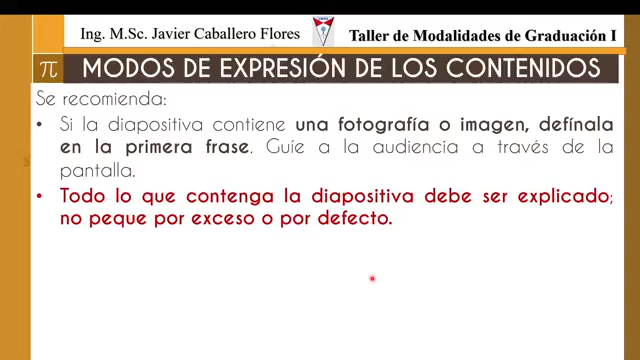 Ing. M.Sc. Javier Caballero Flores
Taller de Modalidades de Graduación I
π MODOS DE EXPRESIÓN DE LOS CONTENIDOS
Se recomienda:
• Si la diapositiva contiene una fotografía o imagen, defínala
en la primera frase. Guíe a la audiencia a través de la
pantalla.
• Todo lo que contenga la diapositiva debe ser explicado;
no peque por exceso o por defecto.